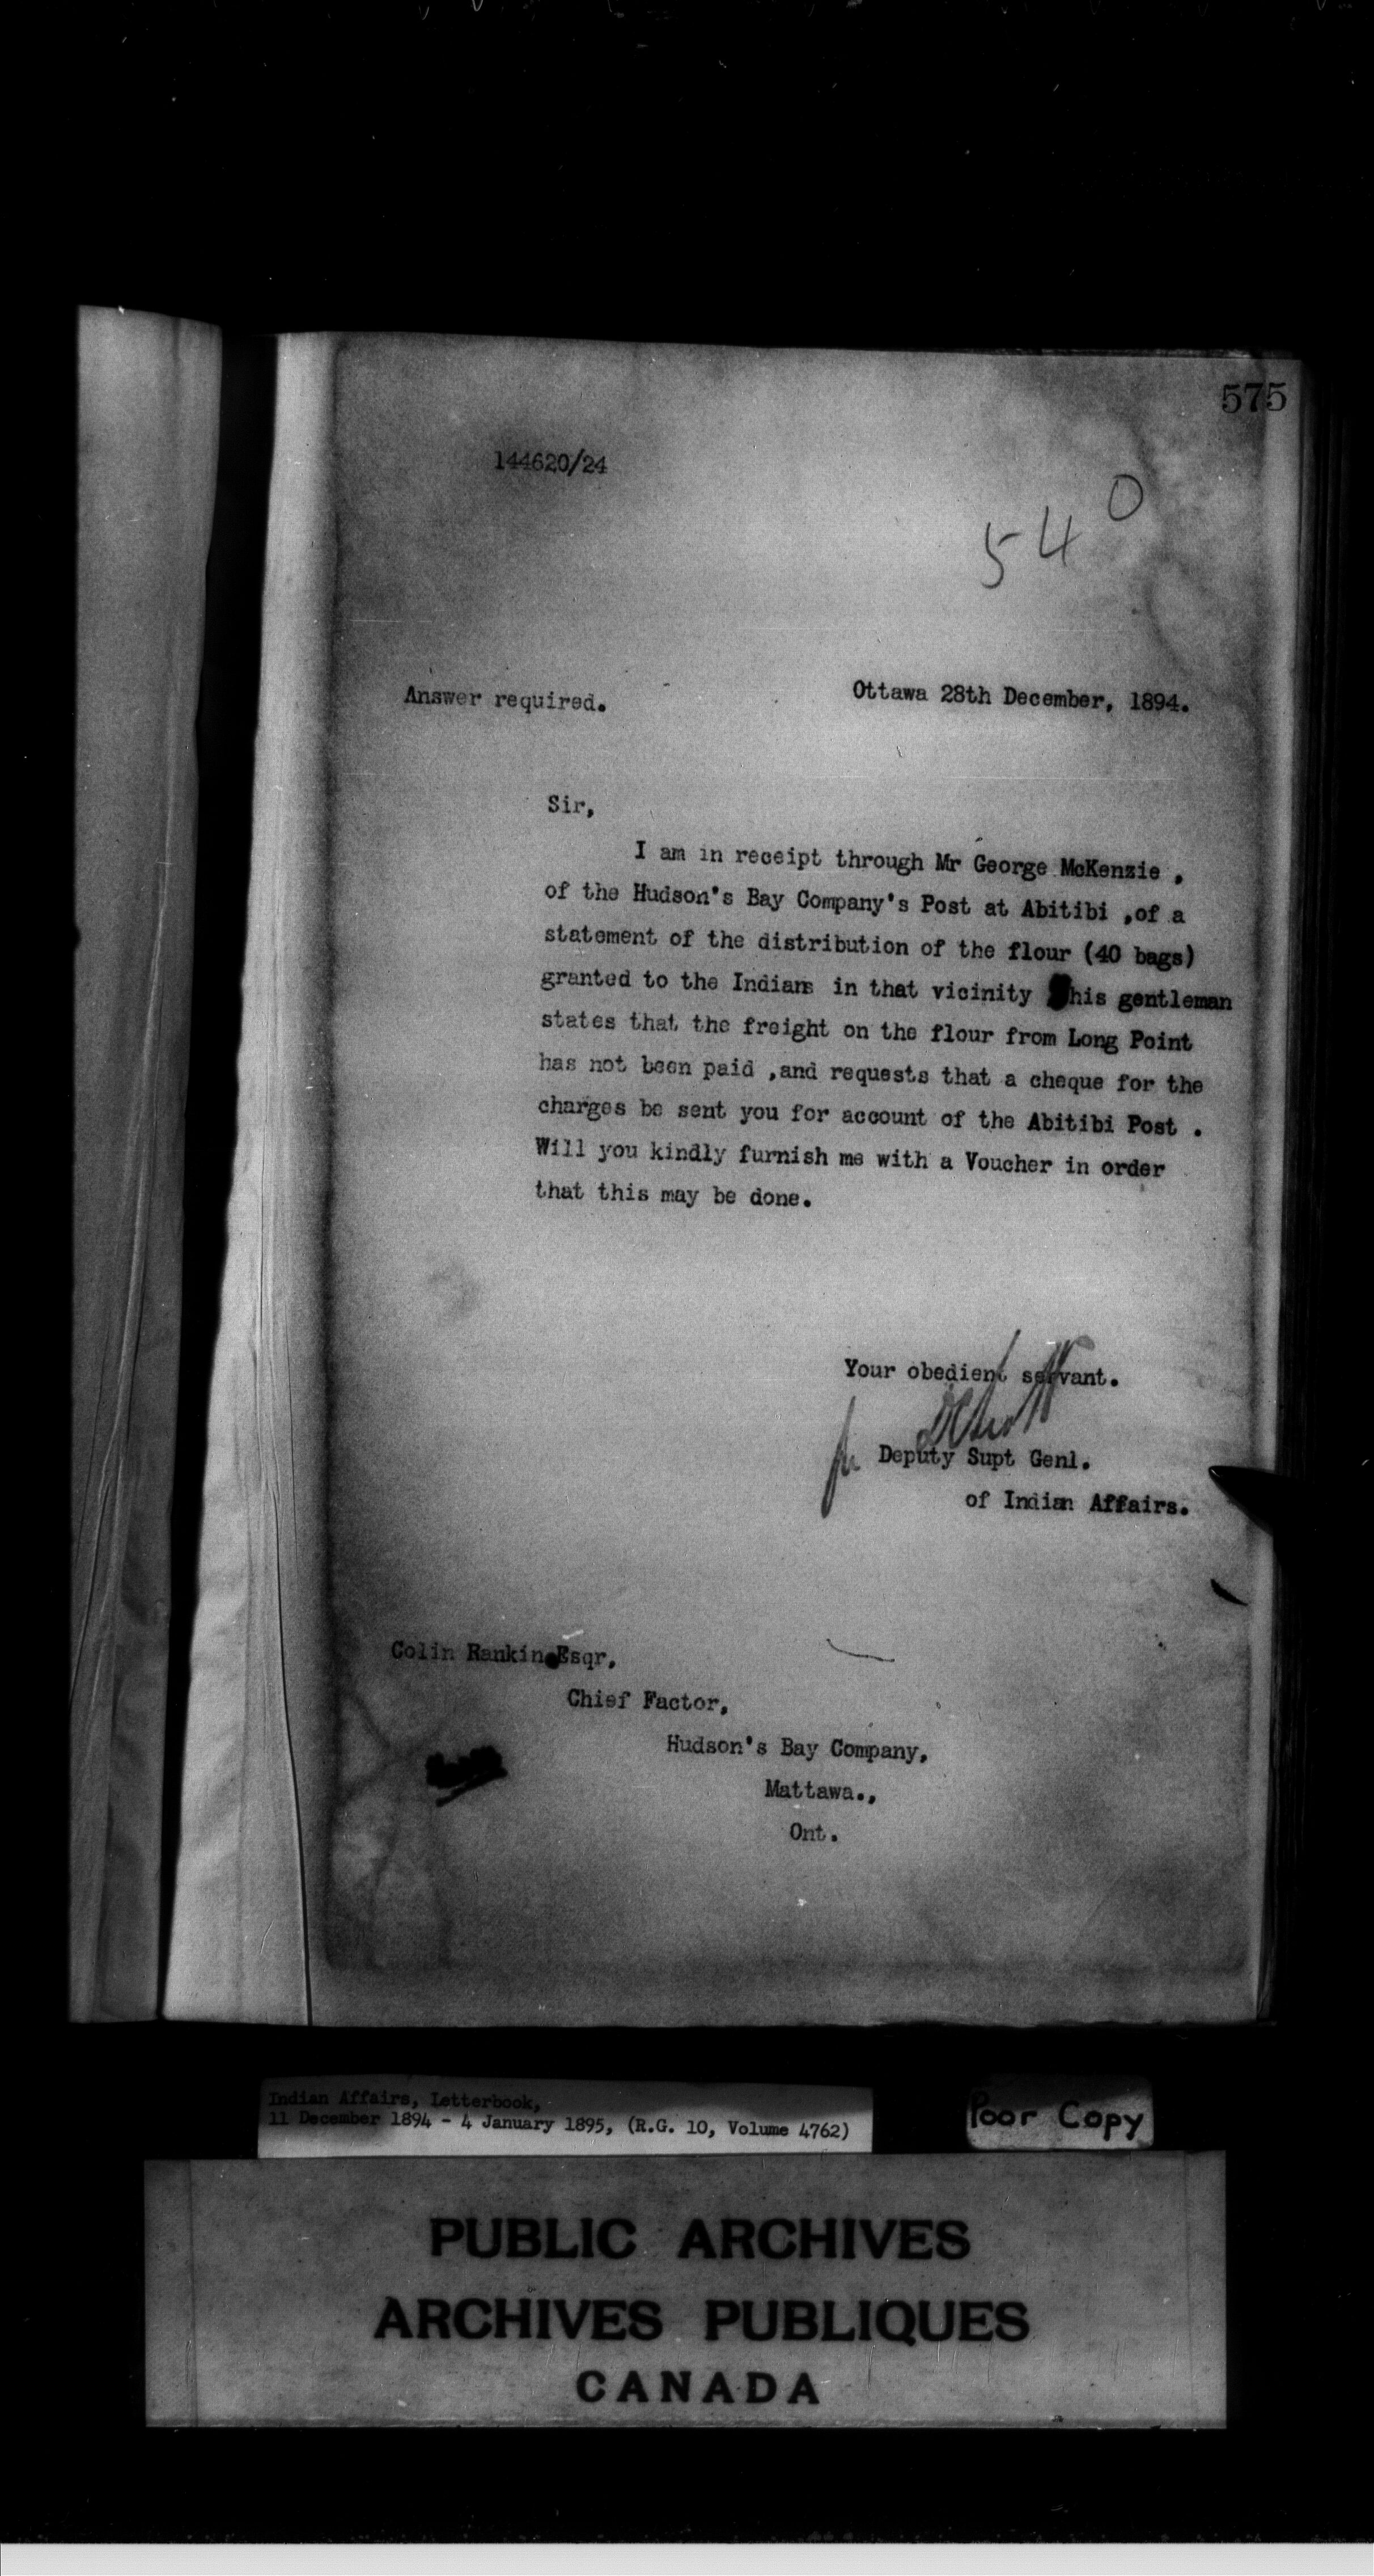 575
144620/24
540
Answer required.
Ottawa 28th December, 1894.
Sir,
I am in receipt through Mr George McKenzie ,
of the Hudson's Bay Company's Post at Abitibi ,of a
statement of the distribution of the flour (40 bags)
granted to the Indians in that vicinity This gentleman
states that the freight on the flour from Long Point
has not been paid ,and requests that a cheque for the
charges be sent you for account of the Abitibi Post .
Will you kindly furnish me with a Voucher in order
that this may be done.
Your obedient servant.
for Deputy Supt Genl.
of Indian Affairs.
Colin Rankin Esqr,
Chief Factor,
Hudson's Bay Company,
Mattawa.,
Ont.
Indian Affairs, Letterbook,
11 December 1894 - 4 January 1895, (R.G. 10, Volume 4762)
Poor Copy
PUBLIC ARCHIVES
ARCHIVES PUBLIQUES
CANADA